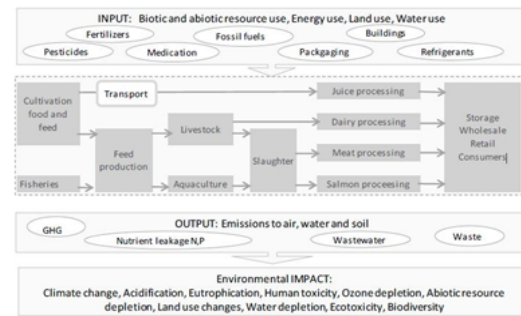 INPUT: Biotic and abiotic resource use, Energy use, Land use, Water use
Fertilizers
Fossil fuels
Buildings
Pesticides
Medication
Packgaging
Refrigerants
Cultivation
food and
feed
Transport
Juice processing
Storage
Wholesale
Retail
Consumers
Livestock
Dairy processing
Feed
production
Slaughter
Meat processing
Fisheries
Aquaculture
Salmon proceesing
OUTPUT: Emissions to air, water and soil
GHG
Nutrient leakage N,P
Wastewater
Waste
Environmental IMPACT:
Climate change, Acidification, Eutrophication, Human toxicity, Ozone depletion, Abiotic resource
depletion, Land use changes, Water depletion, Ecotoxicity, Biodiversity